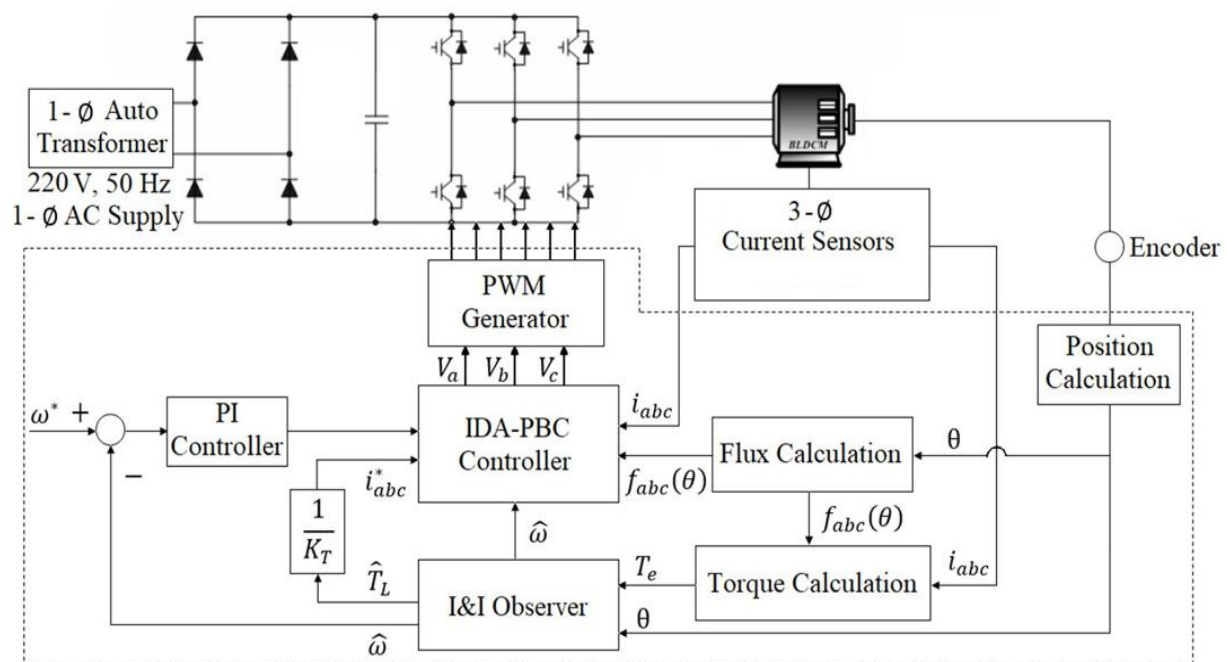 1- Ø Auto
Transformer
220 V, 50 Hz
1- Ø AC Supply
BLDCM
3-Ø
Current Sensors
Encoder
PWM
Generator
Position
Calculation
V_a
V_b
V_c
ω* +
−
PI
Controller
IDA-PBC
Controller
i_abc
Flux Calculation
θ
f_abc(θ)
i*_abc
1/K_T
ω̂
f_abc(θ)
T̂_L
I&I Observer
T_e
Torque Calculation
i_abc
θ
ω̂